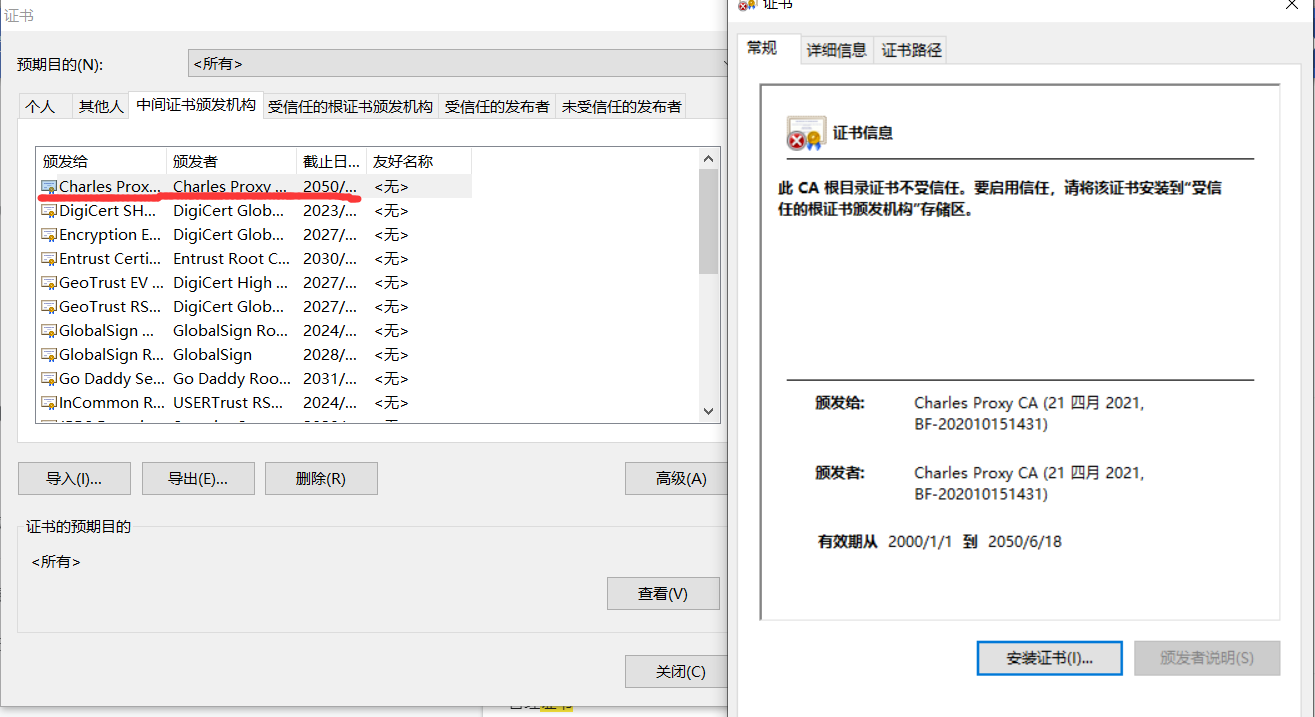 证书
预期目的(N):
<所有>
个人
其他人
中间证书颁发机构
受信任的根证书颁发机构
受信任的发布者
未受信任的发布者
颁发给 颁发者 截止日... 友好名称
Charles Prox... Charles Proxy ... 2050/... <无>
DigiCert SH... DigiCert Glob... 2023/... <无>
Encryption E... DigiCert Glob... 2027/... <无>
Entrust Certi... Entrust Root C... 2030/... <无>
GeoTrust EV ... DigiCert High ... 2027/... <无>
GeoTrust RS... DigiCert Glob... 2027/... <无>
GlobalSign ... GlobalSign Ro... 2024/... <无>
GlobalSign R... GlobalSign 2028/... <无>
Go Daddy Se... Go Daddy Roo... 2031/... <无>
InCommon R... USERTrust RS... 2024/... <无>
导入(I)...
导出(E)...
删除(R)
高级(A)
证书的预期目的
<所有>
查看(V)
关闭(C)
证书
常规
详细信息
证书路径
证书信息
此 CA 根目录证书不受信任。要启用信任，请将该证书安装到"受信
任的根证书颁发机构"存储区。
颁发给: Charles Proxy CA (21 四月 2021,
BF-202010151431)
颁发者: Charles Proxy CA (21 四月 2021,
BF-202010151431)
有效期从 2000/1/1 到 2050/6/18
安装证书(I)...
颁发者说明(S)